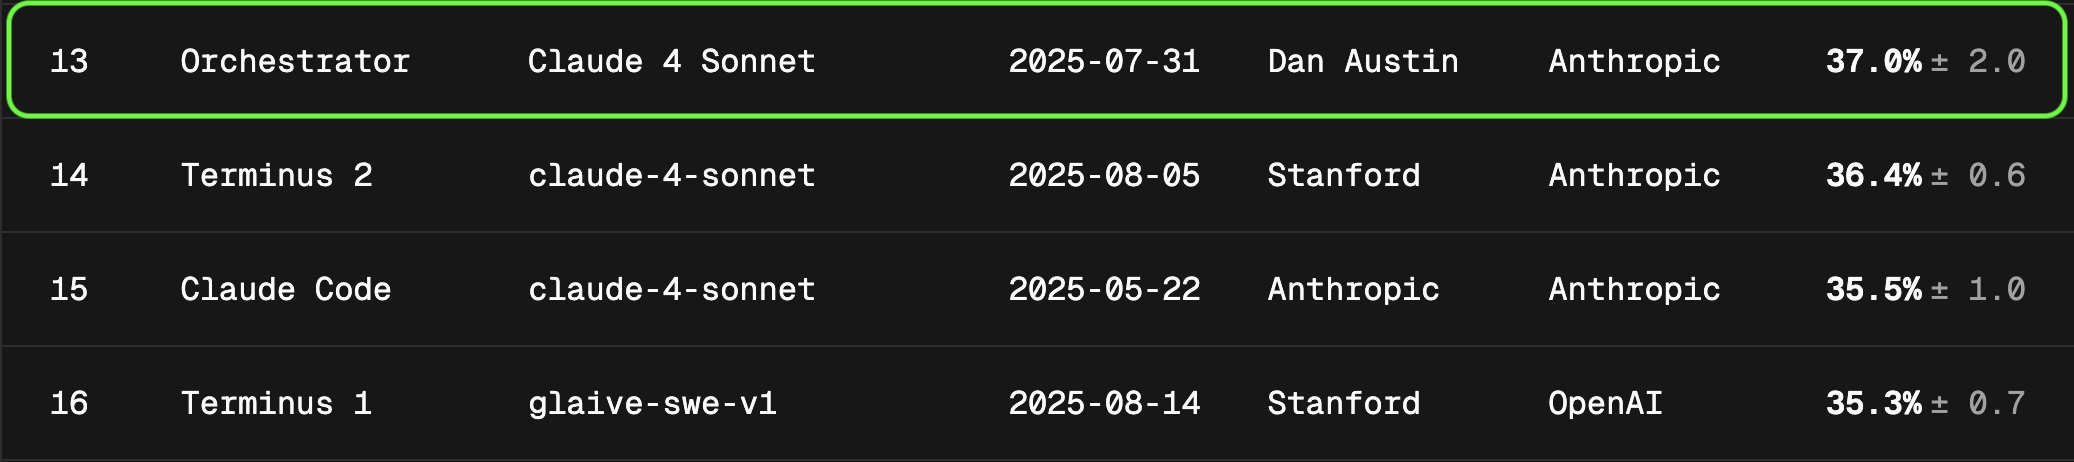 13 Orchestrator Claude 4 Sonnet 2025-07-31 Dan Austin Anthropic 37.0% ± 2.0
14 Terminus 2 claude-4-sonnet 2025-08-05 Stanford Anthropic 36.4% ± 0.6
15 Claude Code claude-4-sonnet 2025-05-22 Anthropic Anthropic 35.5% ± 1.0
16 Terminus 1 glaive-swe-v1 2025-08-14 Stanford OpenAI 35.3% ± 0.7